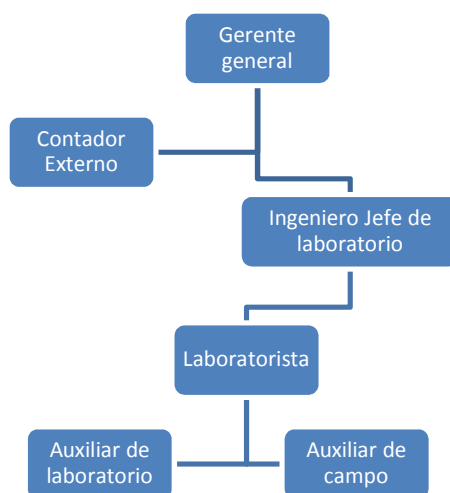 Gerente
general
Contador
Externo
Ingeniero Jefe de
laboratorio
Laboratorista
Auxiliar de
laboratorio
Auxiliar de
campo